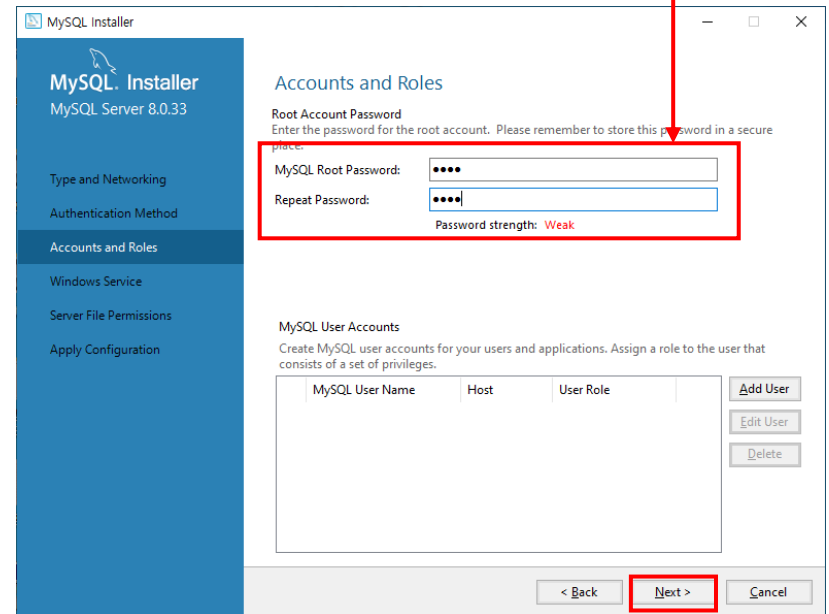 MySQL Installer
MySQL. Installer
MySQL Server 8.0.33
Type and Networking
Authentication Method
Accounts and Roles
Windows Service
Server File Permissions
Apply Configuration
Accounts and Roles
Root Account Password
Enter the password for the root account. Please remember to store this password in a secure
place.
MySQL Root Password: ●●●●
Repeat Password: ●●●●
Password strength: Weak
MySQL User Accounts
Create MySQL user accounts for your users and applications. Assign a role to the user that
consists of a set of privileges.
MySQL User Name Host User Role
Add User
Edit User
Delete
< Back Next > Cancel